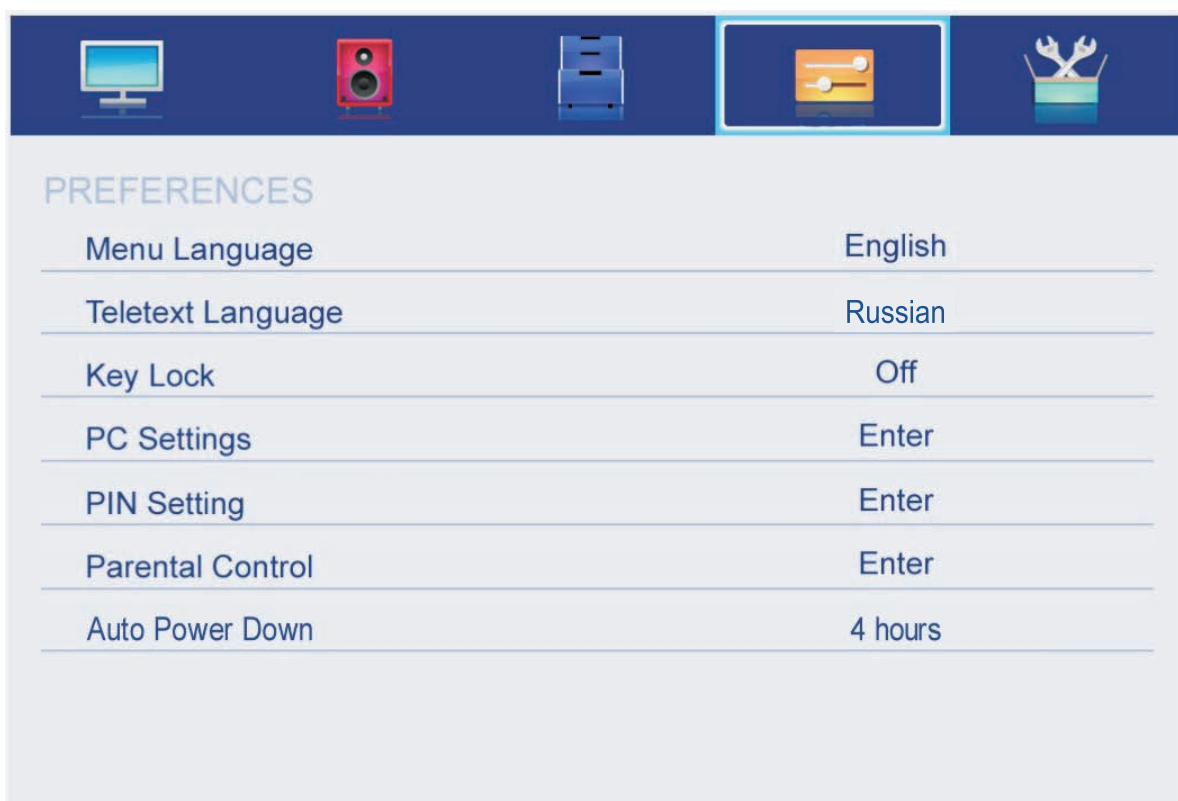 PREFERENCES
Menu Language English
Teletext Language Russian
Key Lock Off
PC Settings Enter
PIN Setting Enter
Parental Control Enter
Auto Power Down 4 hours